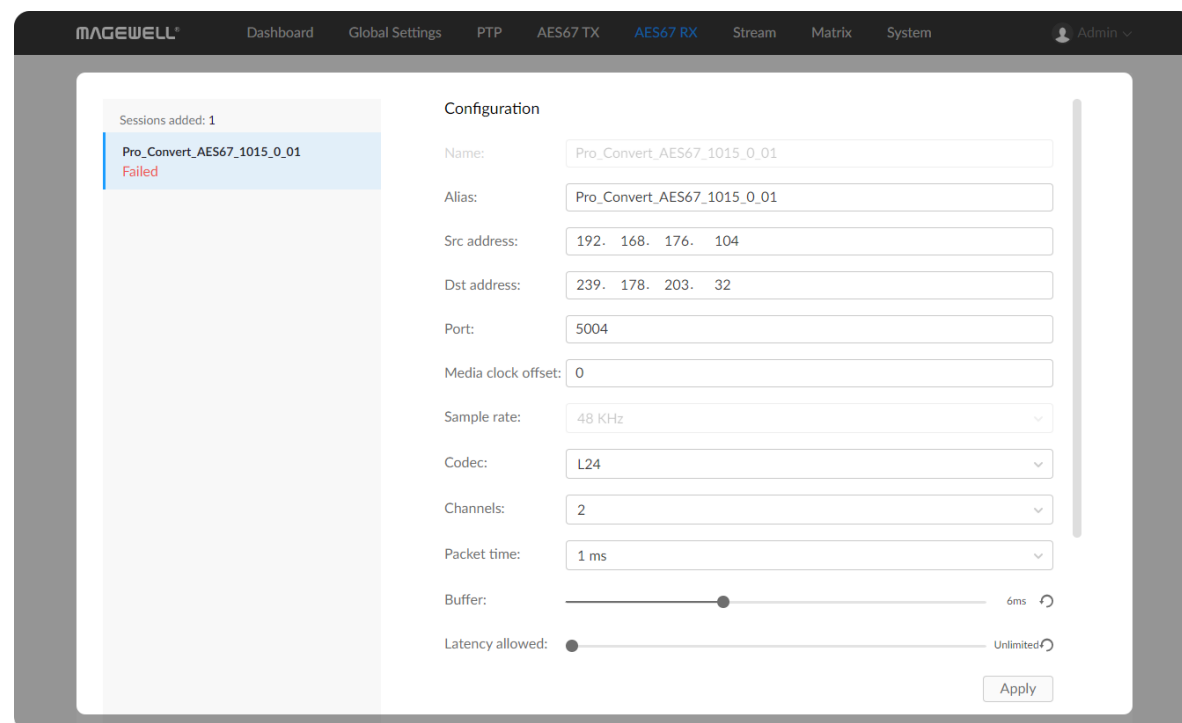 MAGEWELL® Dashboard Global Settings PTP AES67 TX AES67 RX Stream Matrix System Admin
Sessions added: 1
Pro_Convert_AES67_1015_0_01
Failed
Configuration
Name: Pro_Convert_AES67_1015_0_01
Alias: Pro_Convert_AES67_1015_0_01
Src address: 192. 168. 176. 104
Dst address: 239. 178. 203. 32
Port: 5004
Media clock offset: 0
Sample rate: 48 KHz
Codec: L24
Channels: 2
Packet time: 1 ms
Buffer: 6ms
Latency allowed: Unlimited
Apply